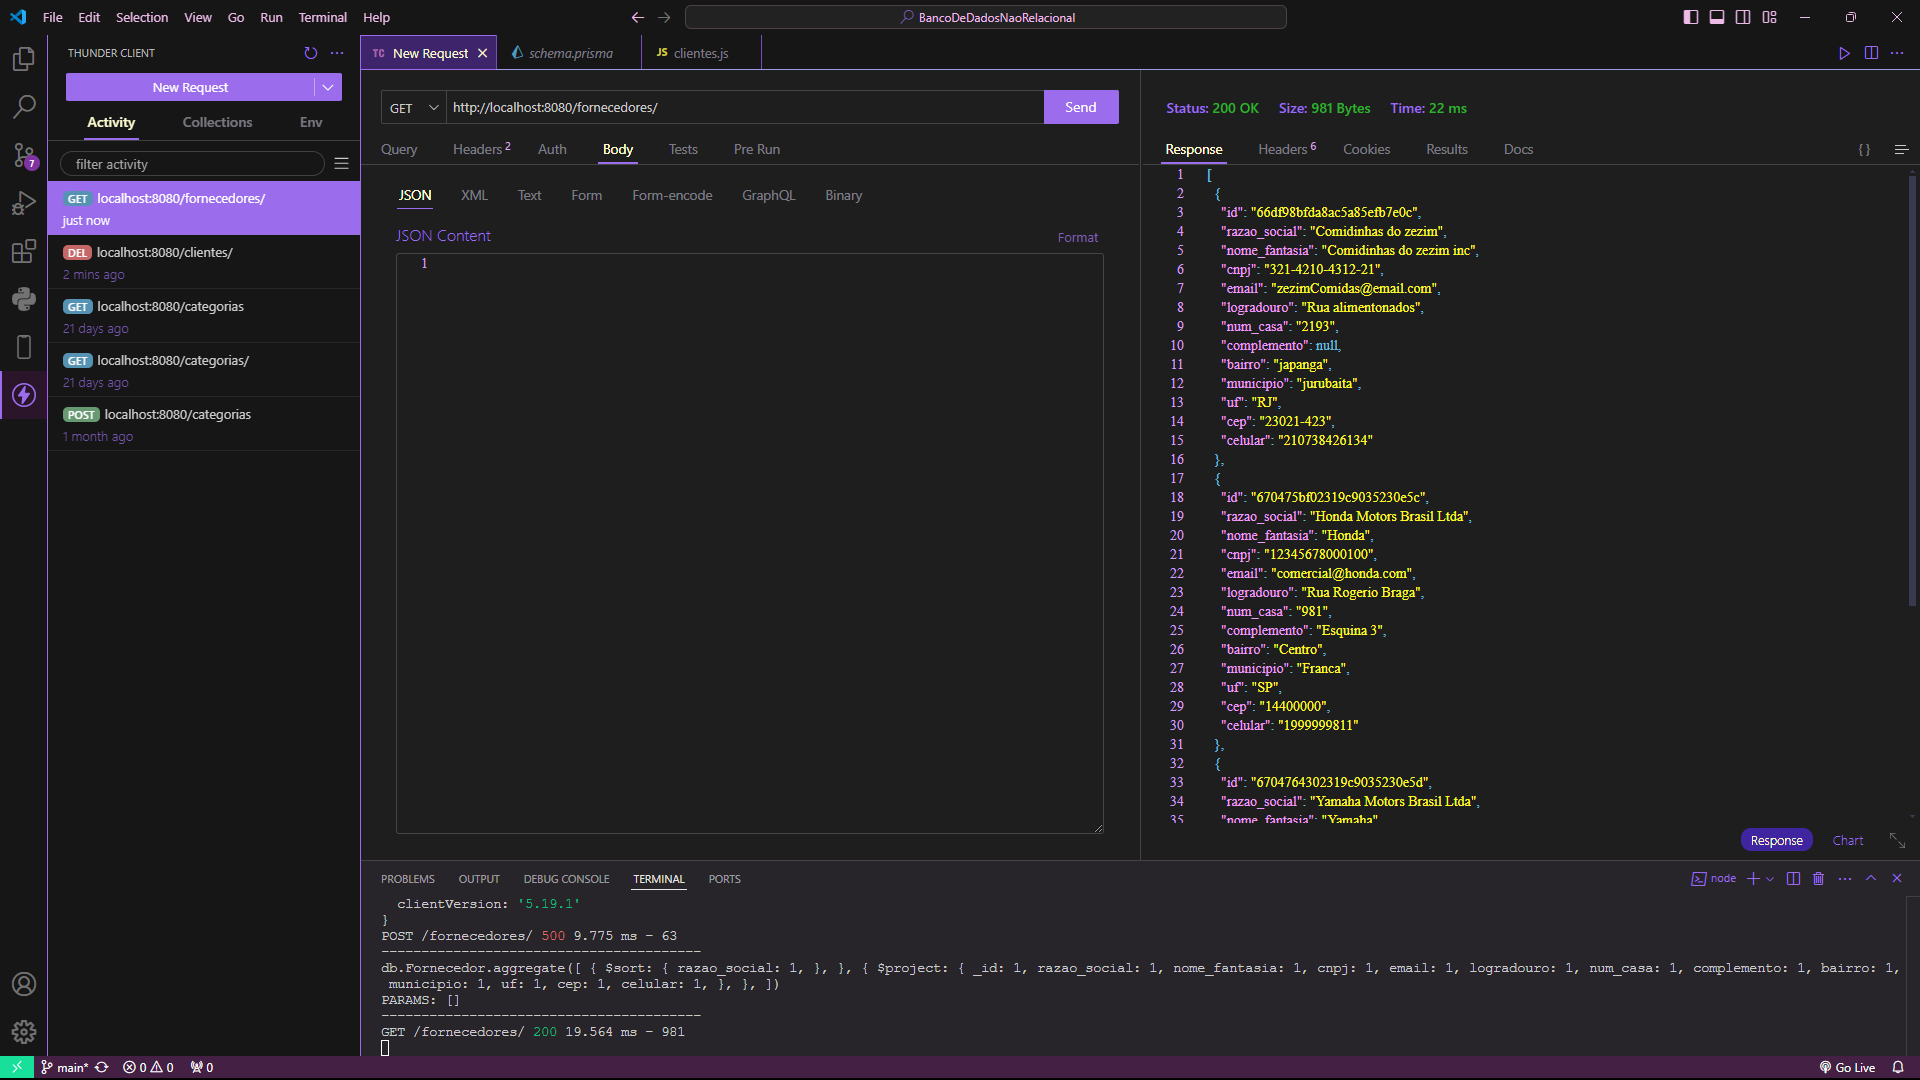 File Edit Selection View Go Run Terminal Help
BancoDeDadosNaoRelacional
THUNDER CLIENT
New Request
Activity Collections Env
filter activity
GET localhost:8080/fornecedores/
just now
DEL localhost:8080/clientes/
2 mins ago
GET localhost:8080/categorias
21 days ago
GET localhost:8080/categorias/
21 days ago
POST localhost:8080/categorias
1 month ago
7
TC New Request
schema.prisma
JS clientes.js
GET http://localhost:8080/fornecedores/ Send
Query Headers 2 Auth Body Tests Pre Run
JSON XML Text Form Form-encode GraphQL Binary
JSON Content
Format
1
Status: 200 OK Size: 981 Bytes Time: 22 ms
Response Headers 6 Cookies Results Docs { }
1 [
2 {
3 "id": "66df98bfda8ac5a85efb7e0c",
4 "razao_social": "Comidinhas do zezim",
5 "nome_fantasia": "Comidinhas do zezim inc",
6 "cnpj": "321-4210-4312-21",
7 "email": "zezimComidas@email.com",
8 "logradouro": "Rua alimentonados",
9 "num_casa": "2193",
10 "complemento": null,
11 "bairro": "japanga",
12 "municipio": "jurubaita",
13 "uf": "RJ",
14 "cep": "23021-423",
15 "celular": "210738426134"
16 },
17 {
18 "id": "670475bf02319c9035230e5c",
19 "razao_social": "Honda Motors Brasil Ltda",
20 "nome_fantasia": "Honda",
21 "cnpj": "12345678000100",
22 "email": "comercial@honda.com",
23 "logradouro": "Rua Rogerio Braga",
24 "num_casa": "981",
25 "complemento": "Esquina 3",
26 "bairro": "Centro",
27 "municipio": "Franca",
28 "uf": "SP",
29 "cep": "14400000",
30 "celular": "1999999811"
31 },
32 {
33 "id": "6704764302319c9035230e5d",
34 "razao_social": "Yamaha Motors Brasil Ltda",
35 "nome_fantasia": "Yamaha"
Response Chart
PROBLEMS OUTPUT DEBUG CONSOLE TERMINAL PORTS
node
clientVersion: '5.19.1'
}
POST /fornecedores/ 500 9.775 ms - 63
----------------------------------------
db.Fornecedor.aggregate([ { $sort: { razao_social: 1, }, }, { $project: { _id: 1, razao_social: 1, nome_fantasia: 1, cnpj: 1, email: 1, logradouro: 1, num_casa: 1, complemento: 1, bairro: 1,
municipio: 1, uf: 1, cep: 1, celular: 1, }, }, ])
PARAMS: []
----------------------------------------
GET /fornecedores/ 200 19.564 ms - 981
main* 0 0 0
Go Live